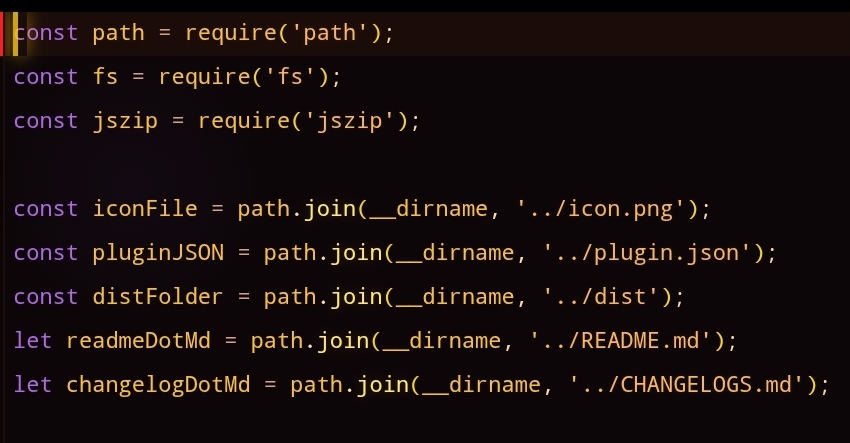 const path = require('path');
const fs = require('fs');
const jszip = require('jszip');
const iconFile = path.join(__dirname, '../icon.png');
const pluginJSON = path.join(__dirname, '../plugin.json');
const distFolder = path.join(__dirname, '../dist');
let readmeDotMd = path.join(__dirname, '../README.md');
let changelogDotMd = path.join(__dirname, '../CHANGELOGS.md');